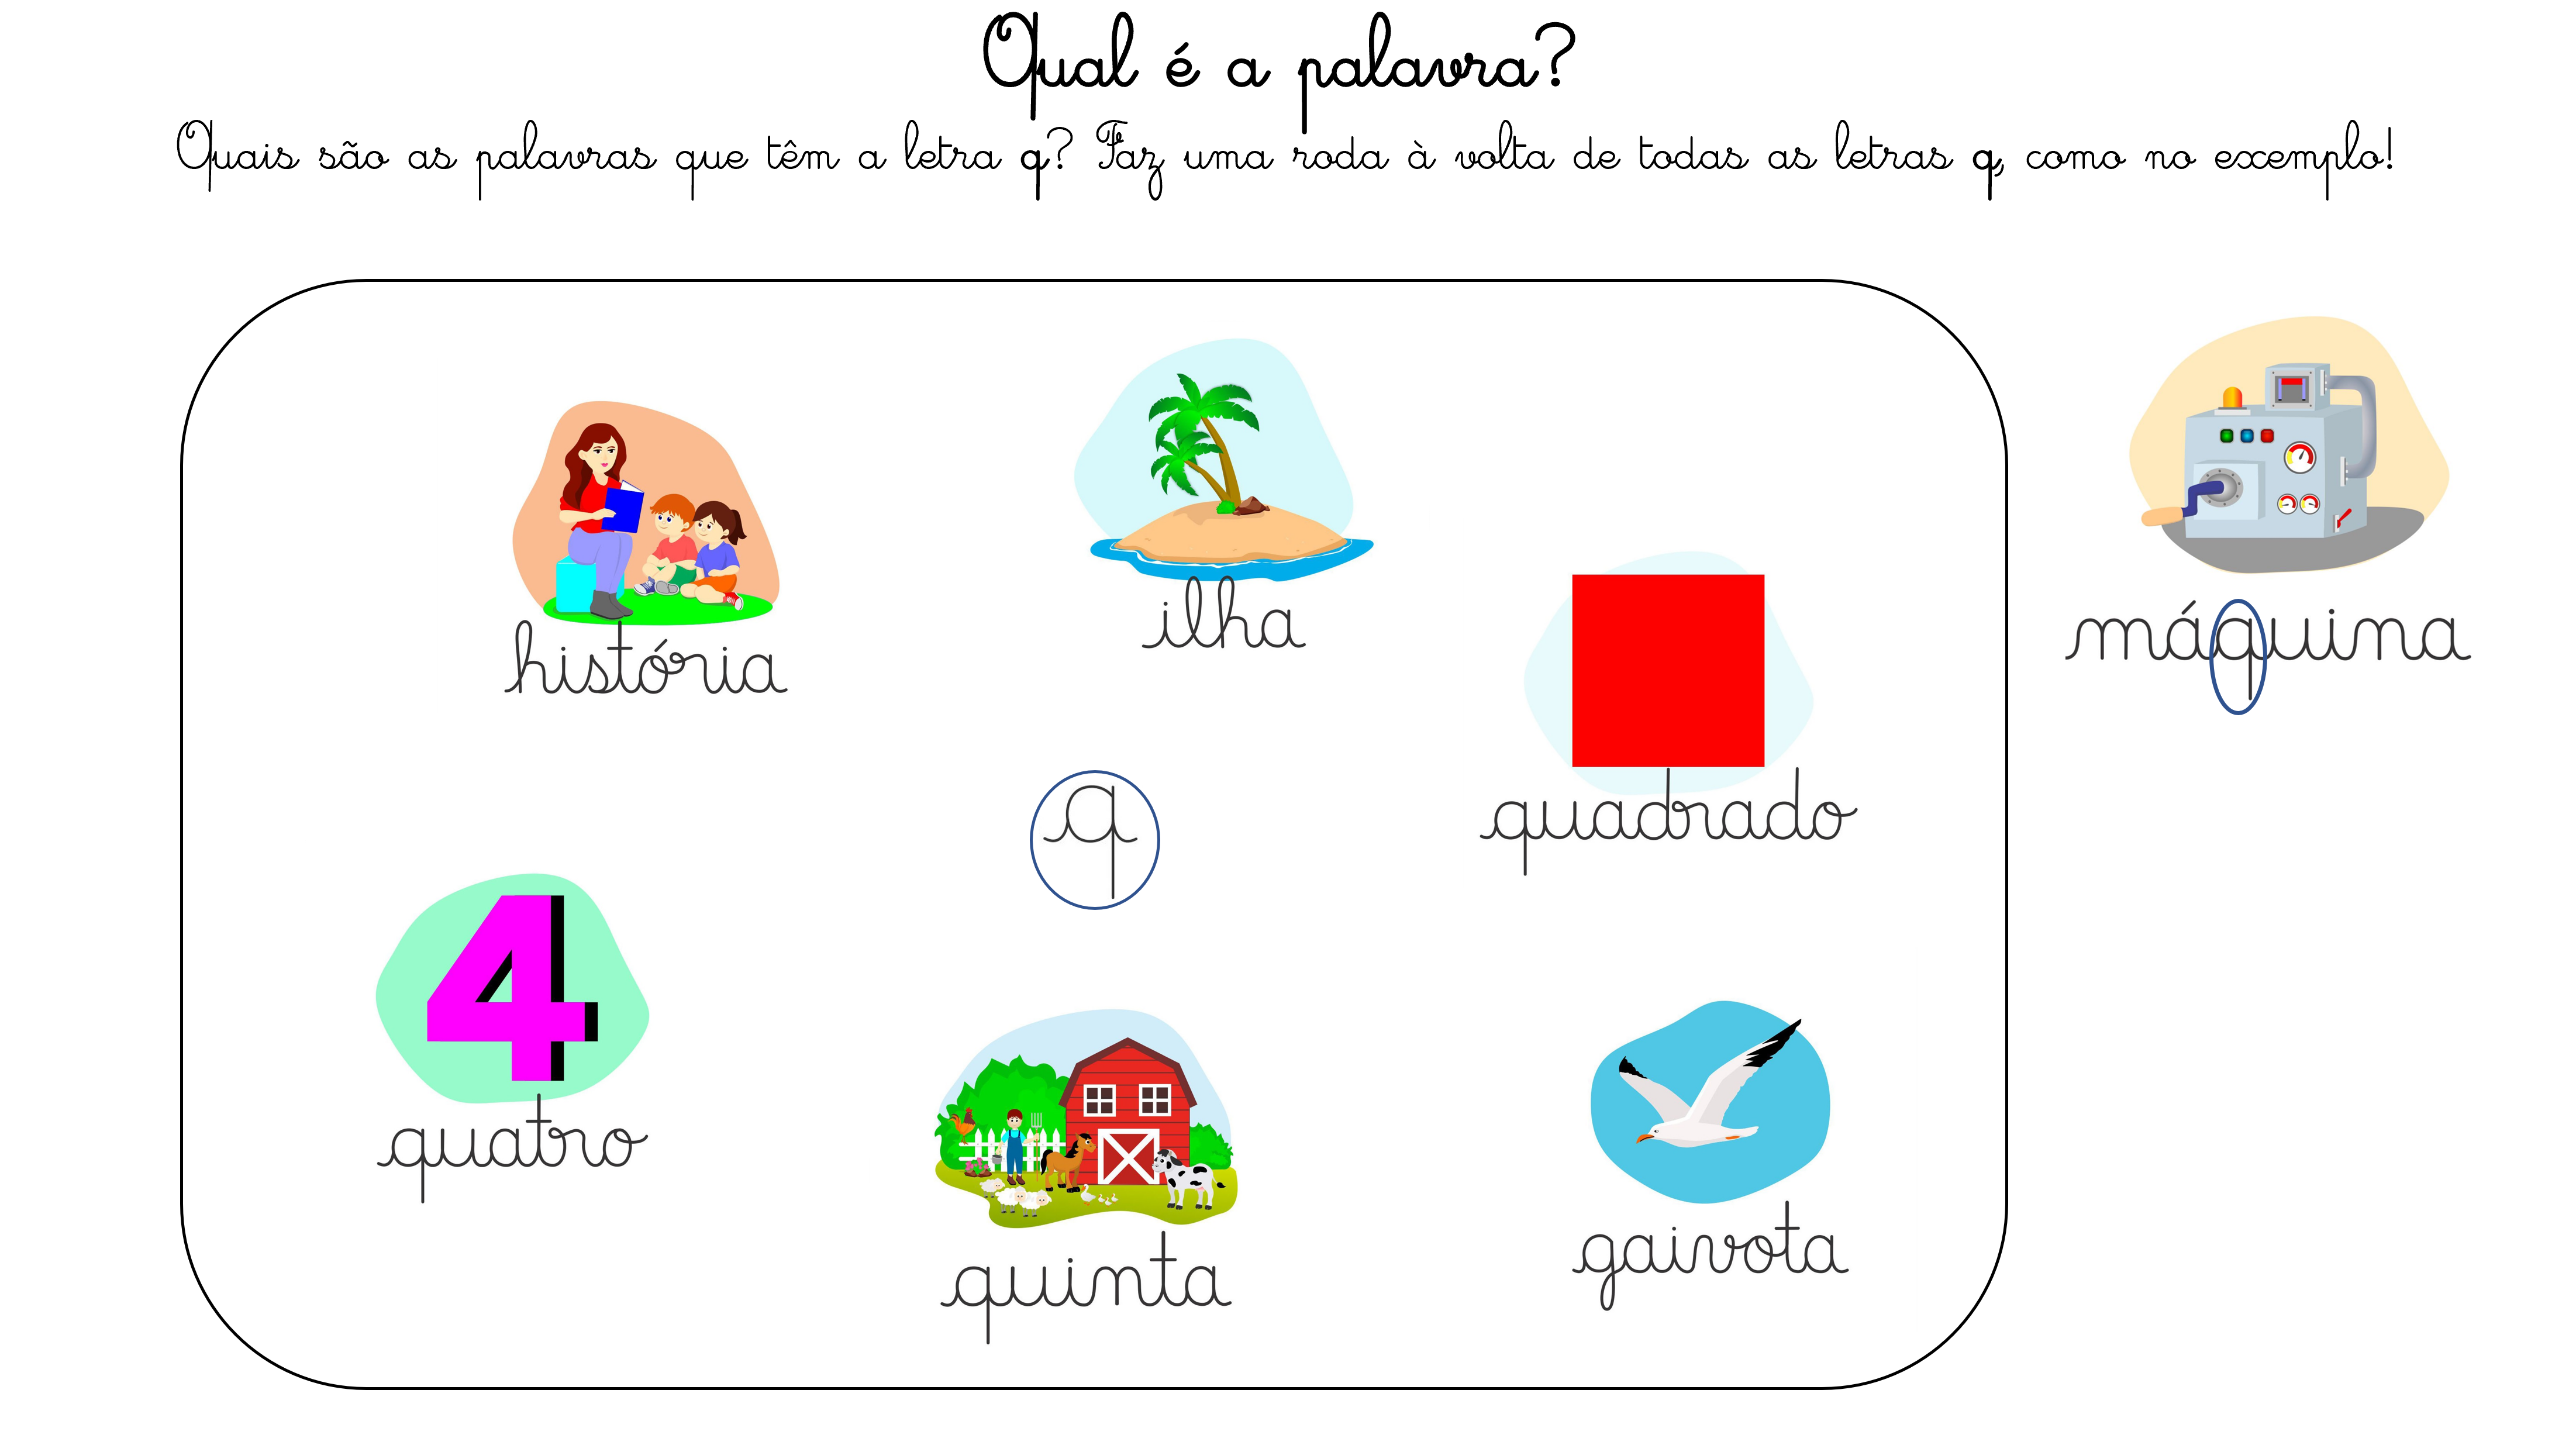 Qual é a palavra?
Quais são as palavras que têm a letra q? Faz uma roda à volta de todas as letras q, como no exemplo!
história
ilha
quadrado
máquina
q
4
quatro
quinta
gaivota